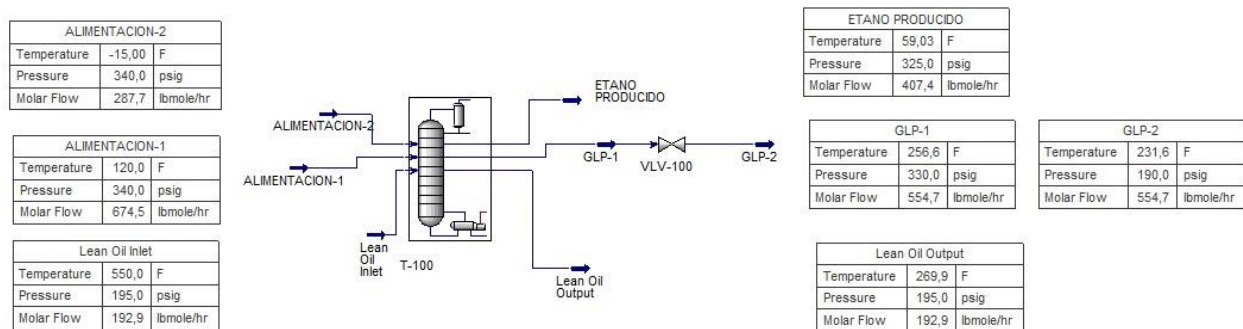 ALIMENTACION-2
Temperature -15,00 F
Pressure 340,0 psig
Molar Flow 287,7 lbmole/hr
ALIMENTACION-1
Temperature 120,0 F
Pressure 340,0 psig
Molar Flow 674,5 lbmole/hr
Lean Oil Inlet
Temperature 550,0 F
Pressure 195,0 psig
Molar Flow 192,9 lbmole/hr
ALIMENTACION-2
ALIMENTACION-1
Lean
Oil
Inlet
T-100
ETANO
PRODUCIDO
GLP-1
VLV-100
GLP-2
Lean Oil
Output
ETANO PRODUCIDO
Temperature 59,03 F
Pressure 325,0 psig
Molar Flow 407,4 lbmole/hr
GLP-1
Temperature 256,6 F
Pressure 330,0 psig
Molar Flow 554,7 lbmole/hr
GLP-2
Temperature 231,6 F
Pressure 190,0 psig
Molar Flow 554,7 lbmole/hr
Lean Oil Output
Temperature 269,9 F
Pressure 195,0 psig
Molar Flow 192,9 lbmole/hr